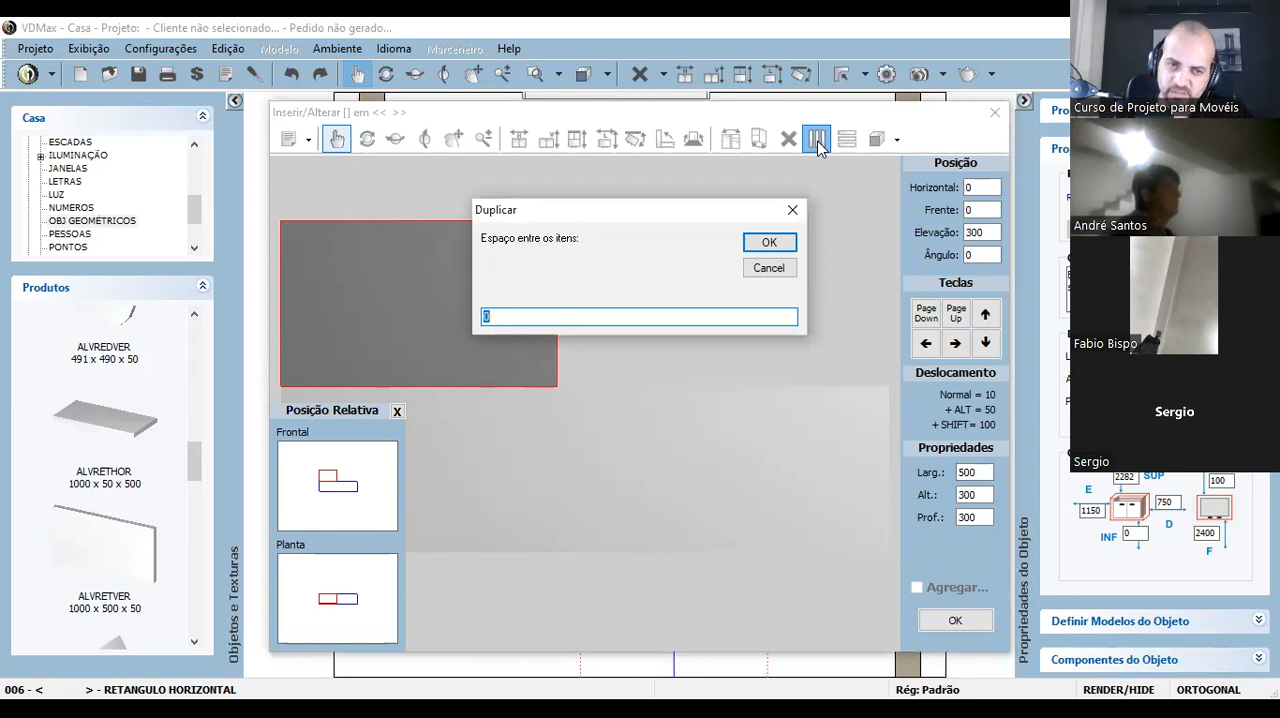 VDMax - Casa - Projeto: - Cliente não selecionado... - Pedido não gerado...
Projeto Exibição Configurações Edição Modelo Ambiente Idioma Marceneiro Help
Casa
ESCADAS
ILUMINAÇÃO
JANELAS
LETRAS
LUZ
NUMEROS
OBJ GEOMÉTRICOS
PESSOAS
PONTOS
Produtos
ALVREDVER
491 x 490 x 50
ALVRETHOR
1000 x 50 x 500
ALVRETVER
1000 x 500 x 50
Objetos e Texturas
Inserir/Alterar [] em << >>
Duplicar
Espaço entre os itens:
OK
Cancel
0
Posição Relativa X
Frontal
Planta
Posição
Horizontal: 0
Frente: 0
Elevação: 300
Ângulo: 0
Teclas
Page Down
Page Up
Deslocamento
Normal = 10
+ ALT = 50
+ SHIFT= 100
Propriedades
Larg.: 500
Alt.: 300
Prof.: 300
Agregar...
OK
Propriedades do Objeto
Curso de Projeto para Movéis
André Santos
Fabio Bispo
Sergio
Sergio
2282 SUP 100
E
1150 750
D
INF 0 2400
F
Definir Modelos do Objeto
Componentes do Objeto
006 - < > - RETANGULO HORIZONTAL
Rég: Padrão
RENDER/HIDE
ORTOGONAL